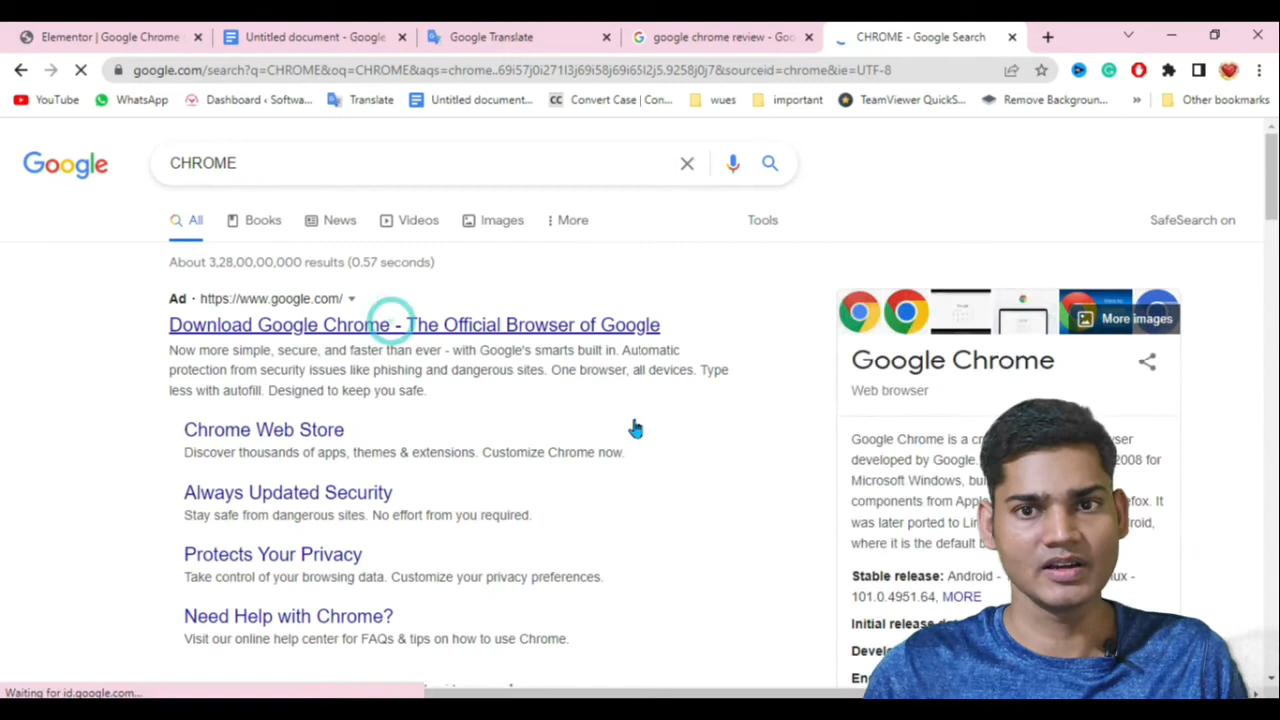 Elementor | Google Chrome
Untitled document - Google
Google Translate
google chrome review - Goo
CHROME - Google Search
google.com/search?q=CHROME&oq=CHROME&aqs=chrome..69i57j0i271l3j69i58j69i65l2j5.9258j0j7&sourceid=chrome&ie=UTF-8
YouTube
WhatsApp
Dashboard ‹ Softwa...
Translate
Untitled document...
CC Convert Case | Con...
wues
important
TeamViewer QuickS...
Remove Backgroun...
»
Other bookmarks
Google
CHROME
All
Books
News
Videos
Images
More
Tools
SafeSearch on
About 3,28,00,00,000 results (0.57 seconds)
Ad · https://www.google.com/
Download Google Chrome - The Official Browser of Google
Now more simple, secure, and faster than ever - with Google's smarts built in. Automatic
protection from security issues like phishing and dangerous sites. One browser, all devices. Type
less with autofill. Designed to keep you safe.
Chrome Web Store
Discover thousands of apps, themes & extensions. Customize Chrome now.
Always Updated Security
Stay safe from dangerous sites. No effort from you required.
Protects Your Privacy
Take control of your browsing data. Customize your privacy preferences.
Need Help with Chrome?
Visit our online help center for FAQs & tips on how to use Chrome.
More images
Google Chrome
Web browser
Google Chrome is a
developed by Google.
2008 for
Microsoft Windows,
components from
It
was later ported to
where it is the default
Stable release: Android -
101.0.4951.64, MORE
Initial release
Waiting for id.google.com...